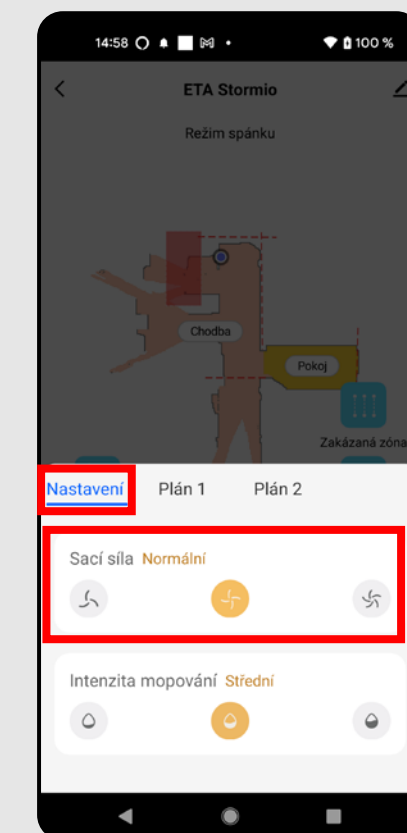 14:58 100 %
ETA Stormio
Režim spánku
Chodba
Pokoj
Zakázaná zóna
Nastavení Plán 1 Plán 2
Sací síla Normální
Intenzita mopování Střední